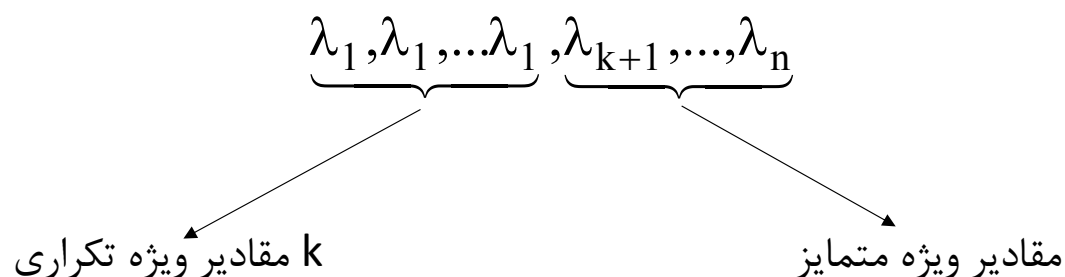 λ₁,λ₁,...λ₁ ,λₖ₊₁,...,λₙ
مقادیر ویژه متمایز
k مقادیر ویژه تکراری